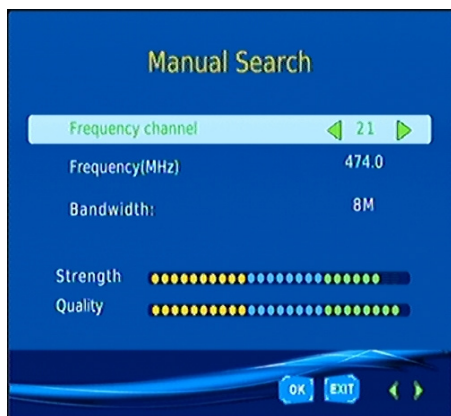 Manual Search
Frequency channel 21
Frequency(MHz) 474.0
Bandwidth: 8M
Strength
Quality
OK EXIT